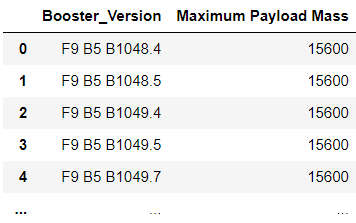 Booster_Version Maximum Payload Mass
0 F9 B5 B1048.4 15600
1 F9 B5 B1048.5 15600
2 F9 B5 B1049.4 15600
3 F9 B5 B1049.5 15600
4 F9 B5 B1049.7 15600
... ... ...